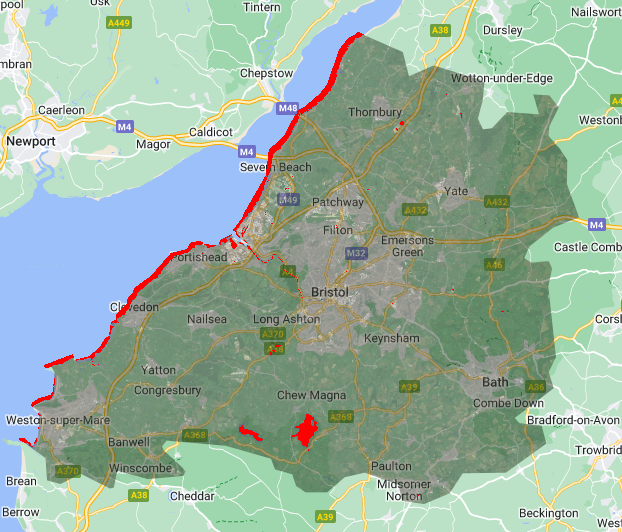 pool
Osk
Tintern
A449
A38
Dursley
Nailswort
mbran
Chepstow
Wotton-under-Edge
Caerleon
M48
Thornbury
A4
M4
Caldicot
Westonb
Newport
Magor
M4
Severn Beach
Yate
Patchway
M49
A432
A432
Filton
M4
Emersons
Green
M32
Castle Comb
Portishead
A4
A46
Bristol
Clevedon
Nailsea
Long Ashton
Corsh
A370
Keynsham
A38
Yatton
Bath
Congresbury
Chew Magna
A39
A36
Combe Down
Weston-super-Mare
A368
A368
Bradford-on-Avon
Banwell
Trowbrid
Winscombe
A370
Paulton
Brean
Cheddar
Midsomer
Norton
A38
Berrow
A39
Beckington
West